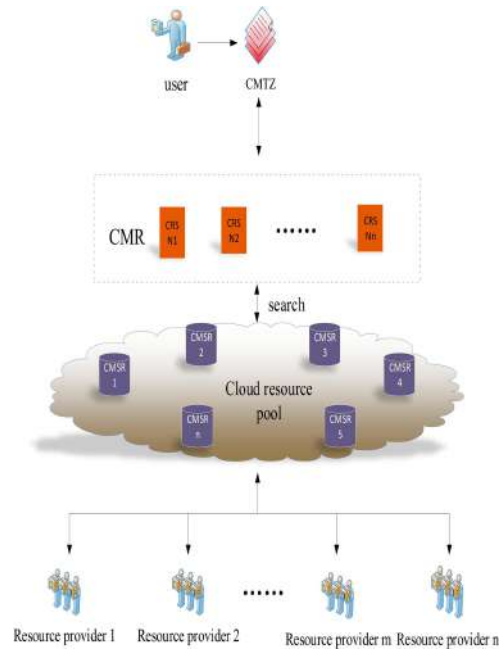 user
CMTZ
CMR
CRS
N1
CRS
N2
......
CRS
Nn
search
CMSR
1
CMSR
2
CMSR
3
CMSR
4
Cloud resource
pool
CMSR
n
CMSR
5
......
Resource provider 1
Resource provider 2
Resource provider m
Resource provider n